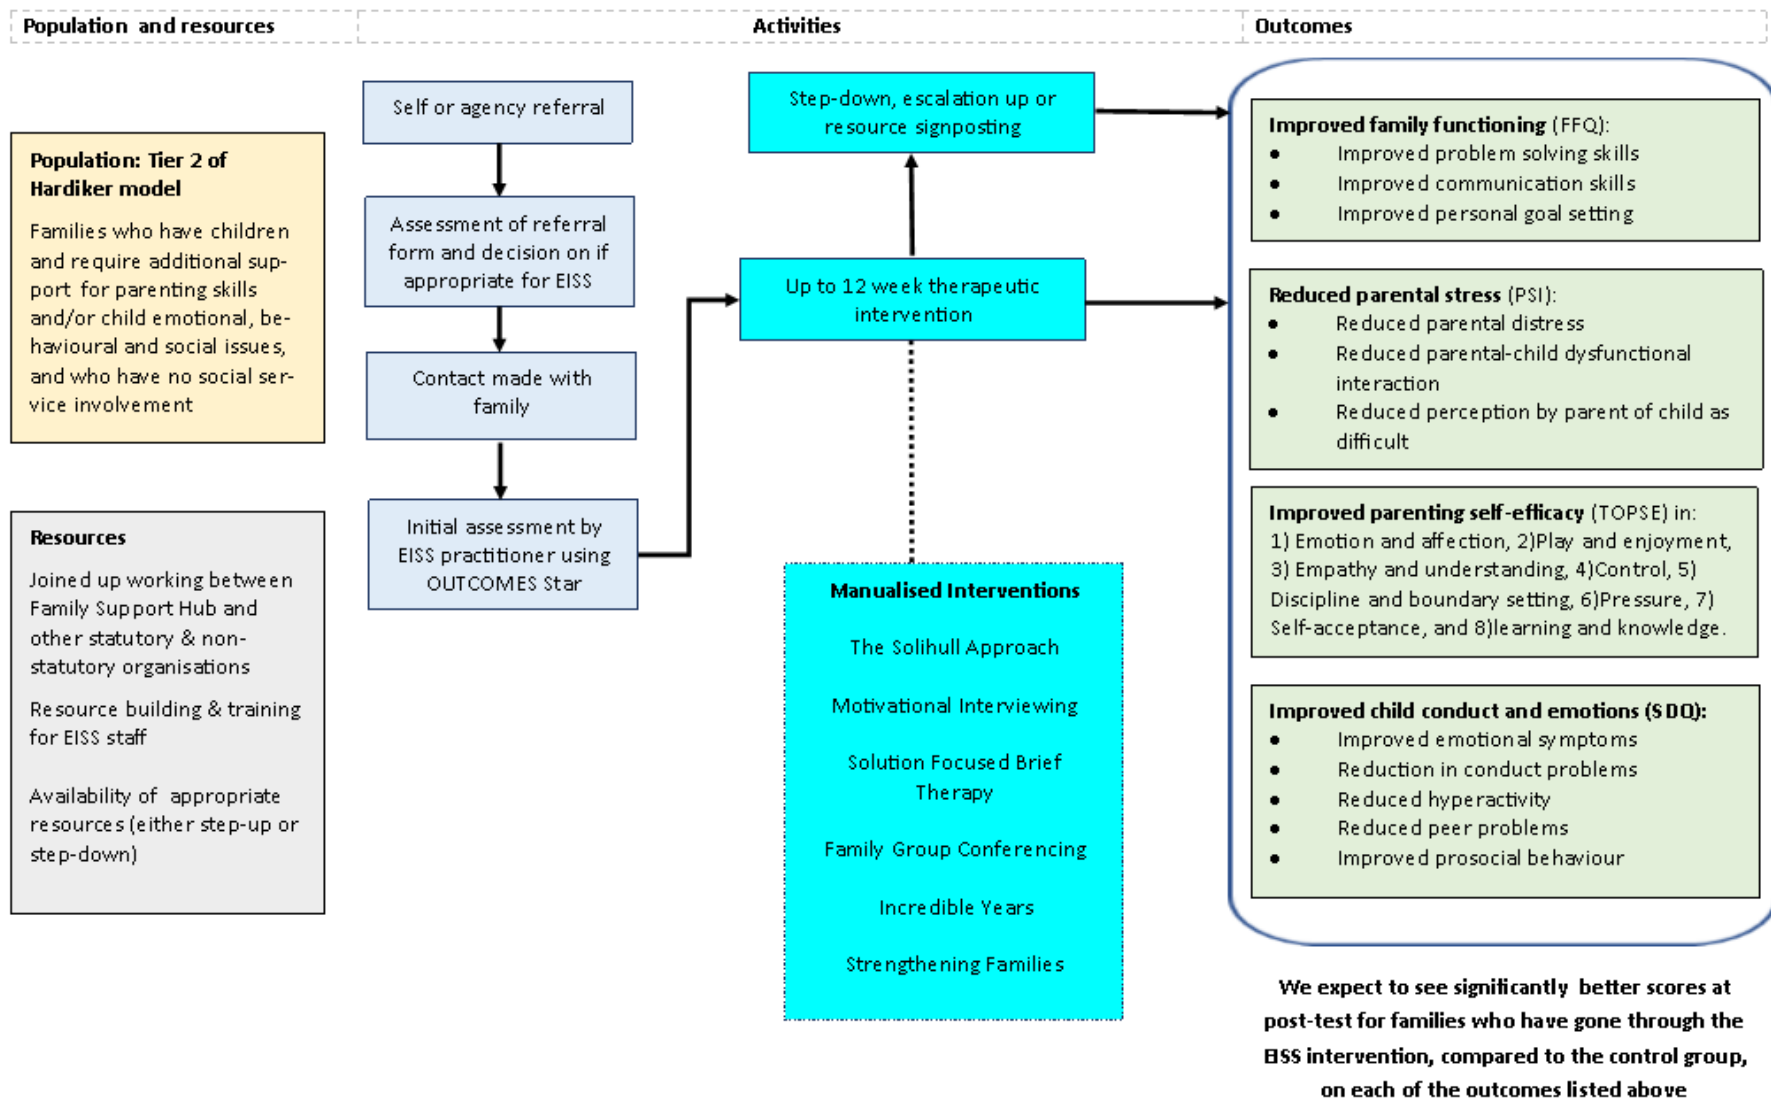 Population and resources
Activities
Outcomes
Population: Tier 2 of
Hardiker model
Families who have children
and require additional sup-
port for parenting skills
and/or child emotional, be-
havioural and social issues,
and who have no social ser-
vice involvement
Resources
Joined up working between
Family Support Hub and
other statutory & non-
statutory organisations
Resource building & training
for EISS staff
Availability of appropriate
resources (either step-up or
step-down)
Self or agency referral
Assessment of referral
form and decision on if
appropriate for EISS
Contact made with
family
Initial assessment by
EISS practitioner using
OUTCOMES Star
Step-down, escalation up or
resource signposting
Up to 12 week therapeutic
intervention
Manualised Interventions
The Solihull Approach
Motivational Interviewing
Solution Focused Brief
Therapy
Family Group Conferencing
Incredible Years
Strengthening Families
Improved family functioning (FFQ):
● Improved problem solving skills
● Improved communication skills
● Improved personal goal setting
Reduced parental stress (PSI):
● Reduced parental distress
● Reduced parental-child dysfunctional
interaction
● Reduced perception by parent of child as
difficult
Improved parenting self-efficacy (TOPSE) in:
1) Emotion and affection, 2)Play and enjoyment,
3) Empathy and understanding, 4)Control, 5)
Discipline and boundary setting, 6)Pressure, 7)
Self-acceptance, and 8)learning and knowledge.
Improved child conduct and emotions (SDQ):
● Improved emotional symptoms
● Reduction in conduct problems
● Reduced hyperactivity
● Reduced peer problems
● Improved prosocial behaviour
We expect to see significantly better scores at
post-test for families who have gone through the
EISS intervention, compared to the control group,
on each of the outcomes listed above